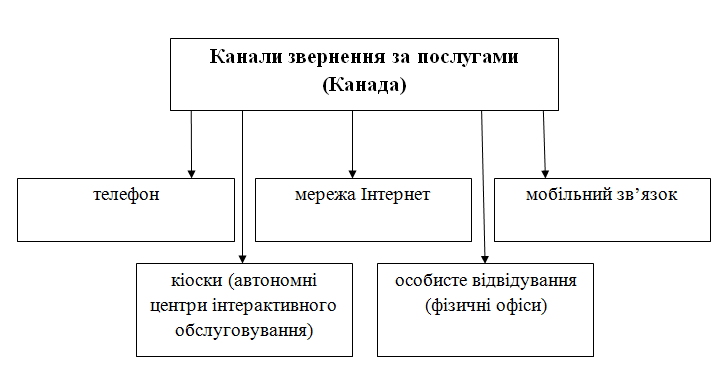 Канали звернення за послугами
(Канада)
телефон
мережа Інтернет
мобільний зв’язок
кіоски (автономні
центри інтерактивного
обслуговування)
особисте відвідування
(фізичні офіси)